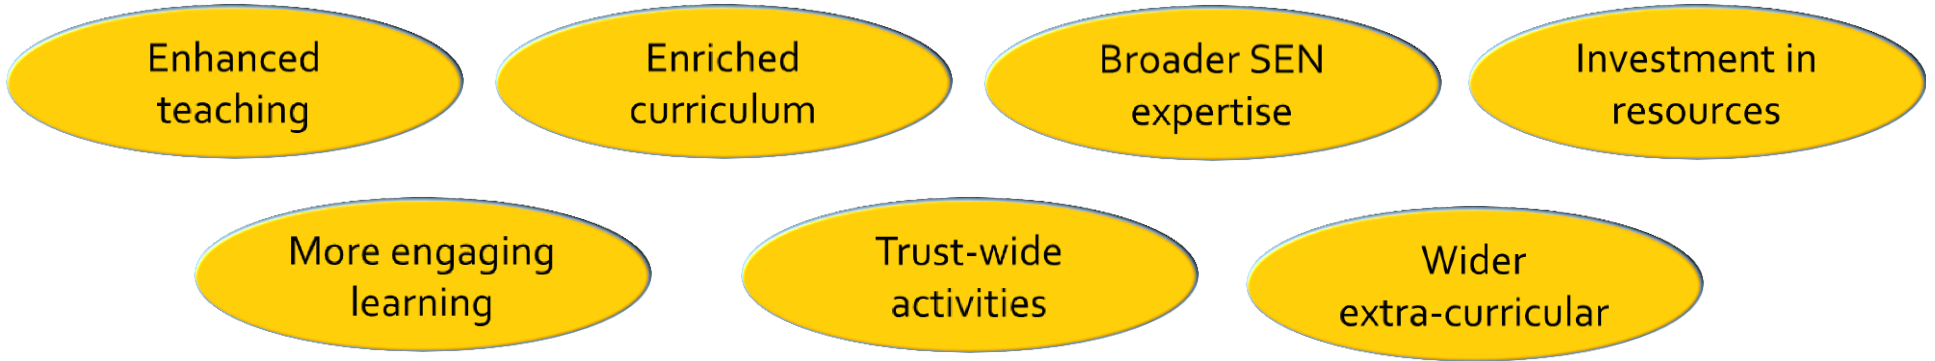 Enhanced
teaching
Enriched
curriculum
Broader SEN
expertise
Investment in
resources
More engaging
learning
Trust-wide
activities
Wider
extra-curricular